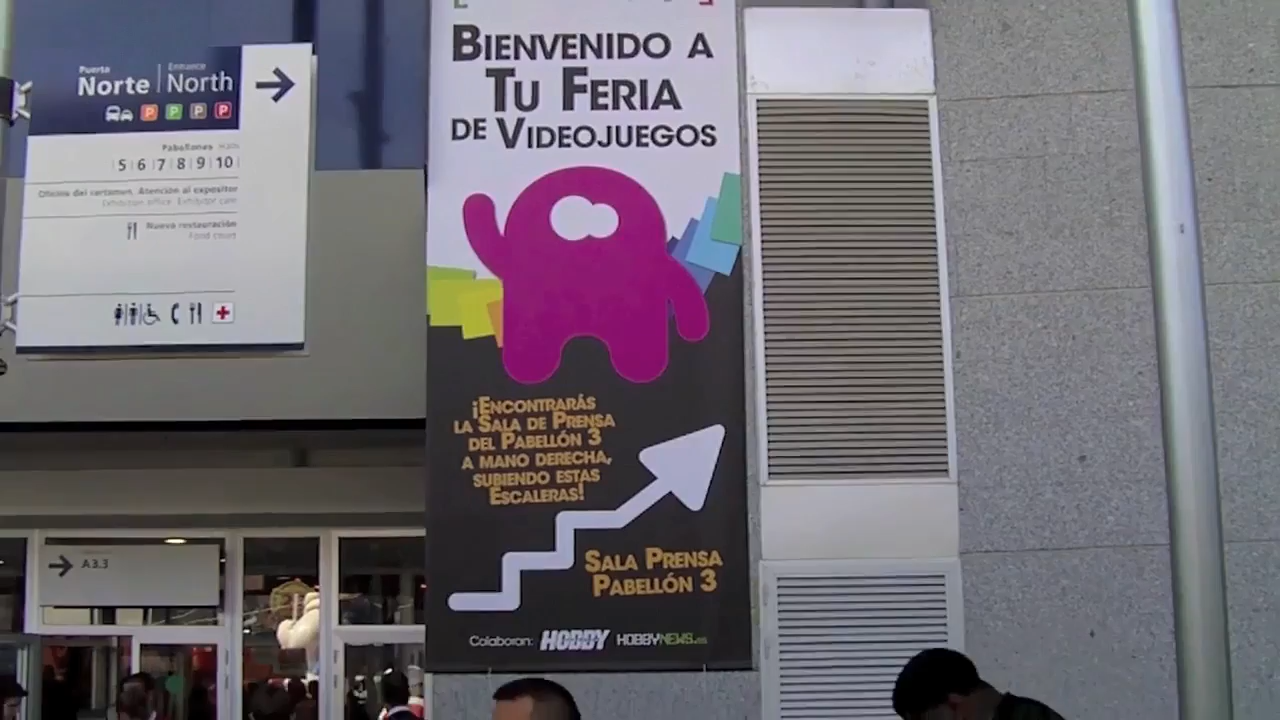 Puerta
Norte
Entrance
North
P P P P
Pabellones Halls
5 6 7 8 9 10
Oficina del certamen. Atención al expositor
Exhibition office. Exhibitor care
Nueva restauración
Food court
A3.3
BIENVENIDO A
TU FERIA
DE VIDEOJUEGOS
¡ENCONTRARÁS
LA SALA DE PRENSA
DEL PABELLÓN 3
A MANO DERECHA,
SUBIENDO ESTAS
ESCALERAS!
SALA PRENSA
PABELLÓN 3
Colaboran: HOBBY HOBBYNEWS.es